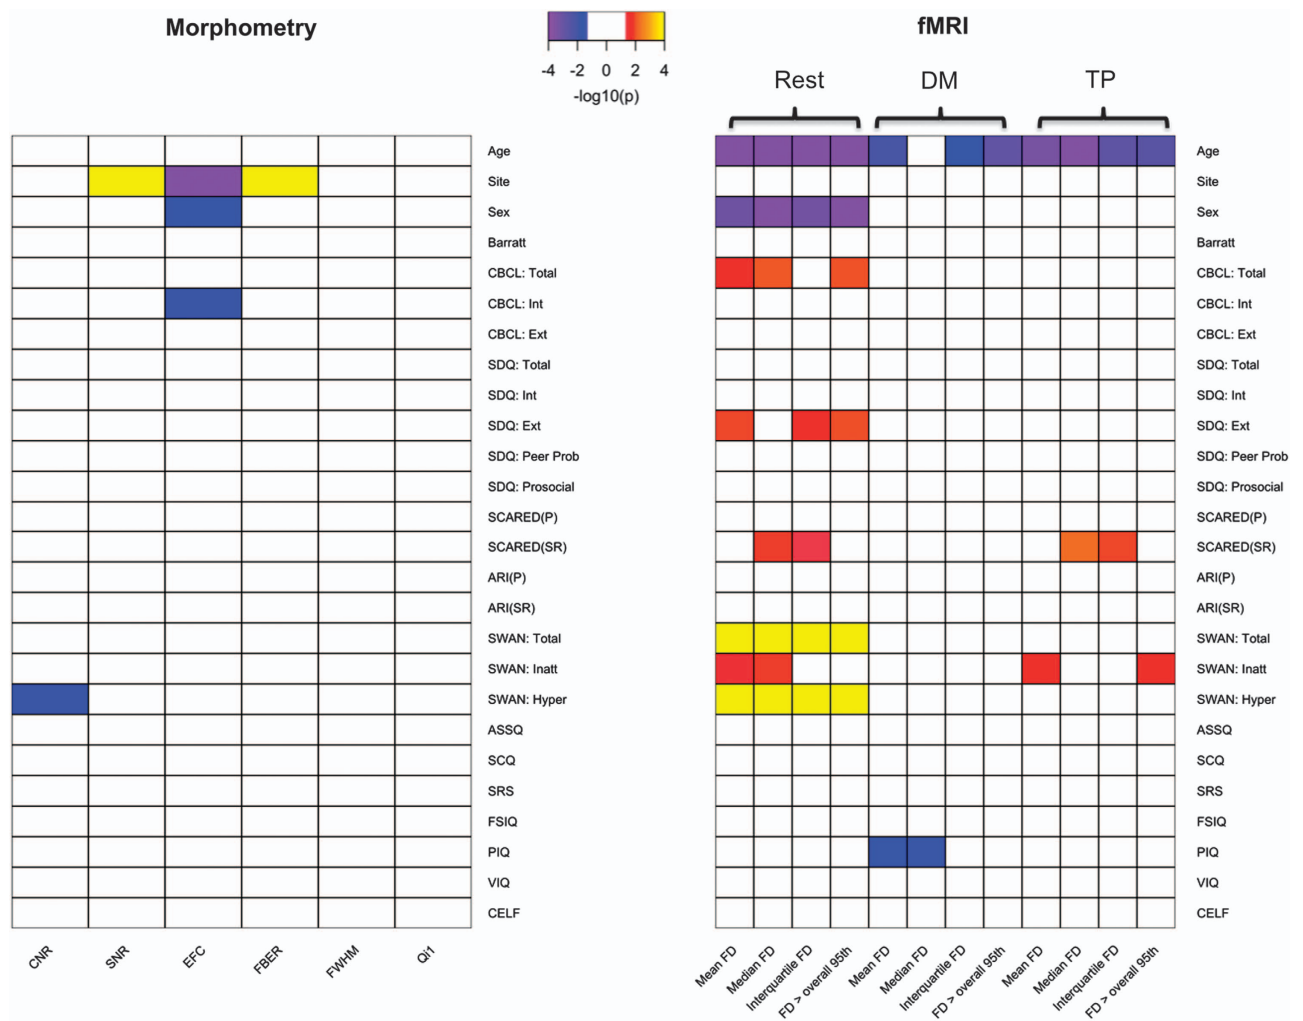 Morphometry
fMRI
-4 -2 0 2 4
-log10(p)
Rest DM TP
Age
Site
Sex
Barratt
CBCL: Total
CBCL: Int
CBCL: Ext
SDQ: Total
SDQ: Int
SDQ: Ext
SDQ: Peer Prob
SDQ: Prosocial
SCARED(P)
SCARED(SR)
ARI(P)
ARI(SR)
SWAN: Total
SWAN: Inatt
SWAN: Hyper
ASSQ
SCQ
SRS
FSIQ
PIQ
VIQ
CELF
CNR
SNR
EFC
FBER
FWHM
Qi1
Age
Site
Sex
Barratt
CBCL: Total
CBCL: Int
CBCL: Ext
SDQ: Total
SDQ: Int
SDQ: Ext
SDQ: Peer Prob
SDQ: Prosocial
SCARED(P)
SCARED(SR)
ARI(P)
ARI(SR)
SWAN: Total
SWAN: Inatt
SWAN: Hyper
ASSQ
SCQ
SRS
FSIQ
PIQ
VIQ
CELF
Mean FD
Median FD
Interquartile FD
FD > overall 95th
Mean FD
Median FD
Interquartile FD
FD > overall 95th
Mean FD
Median FD
Interquartile FD
FD > overall 95th